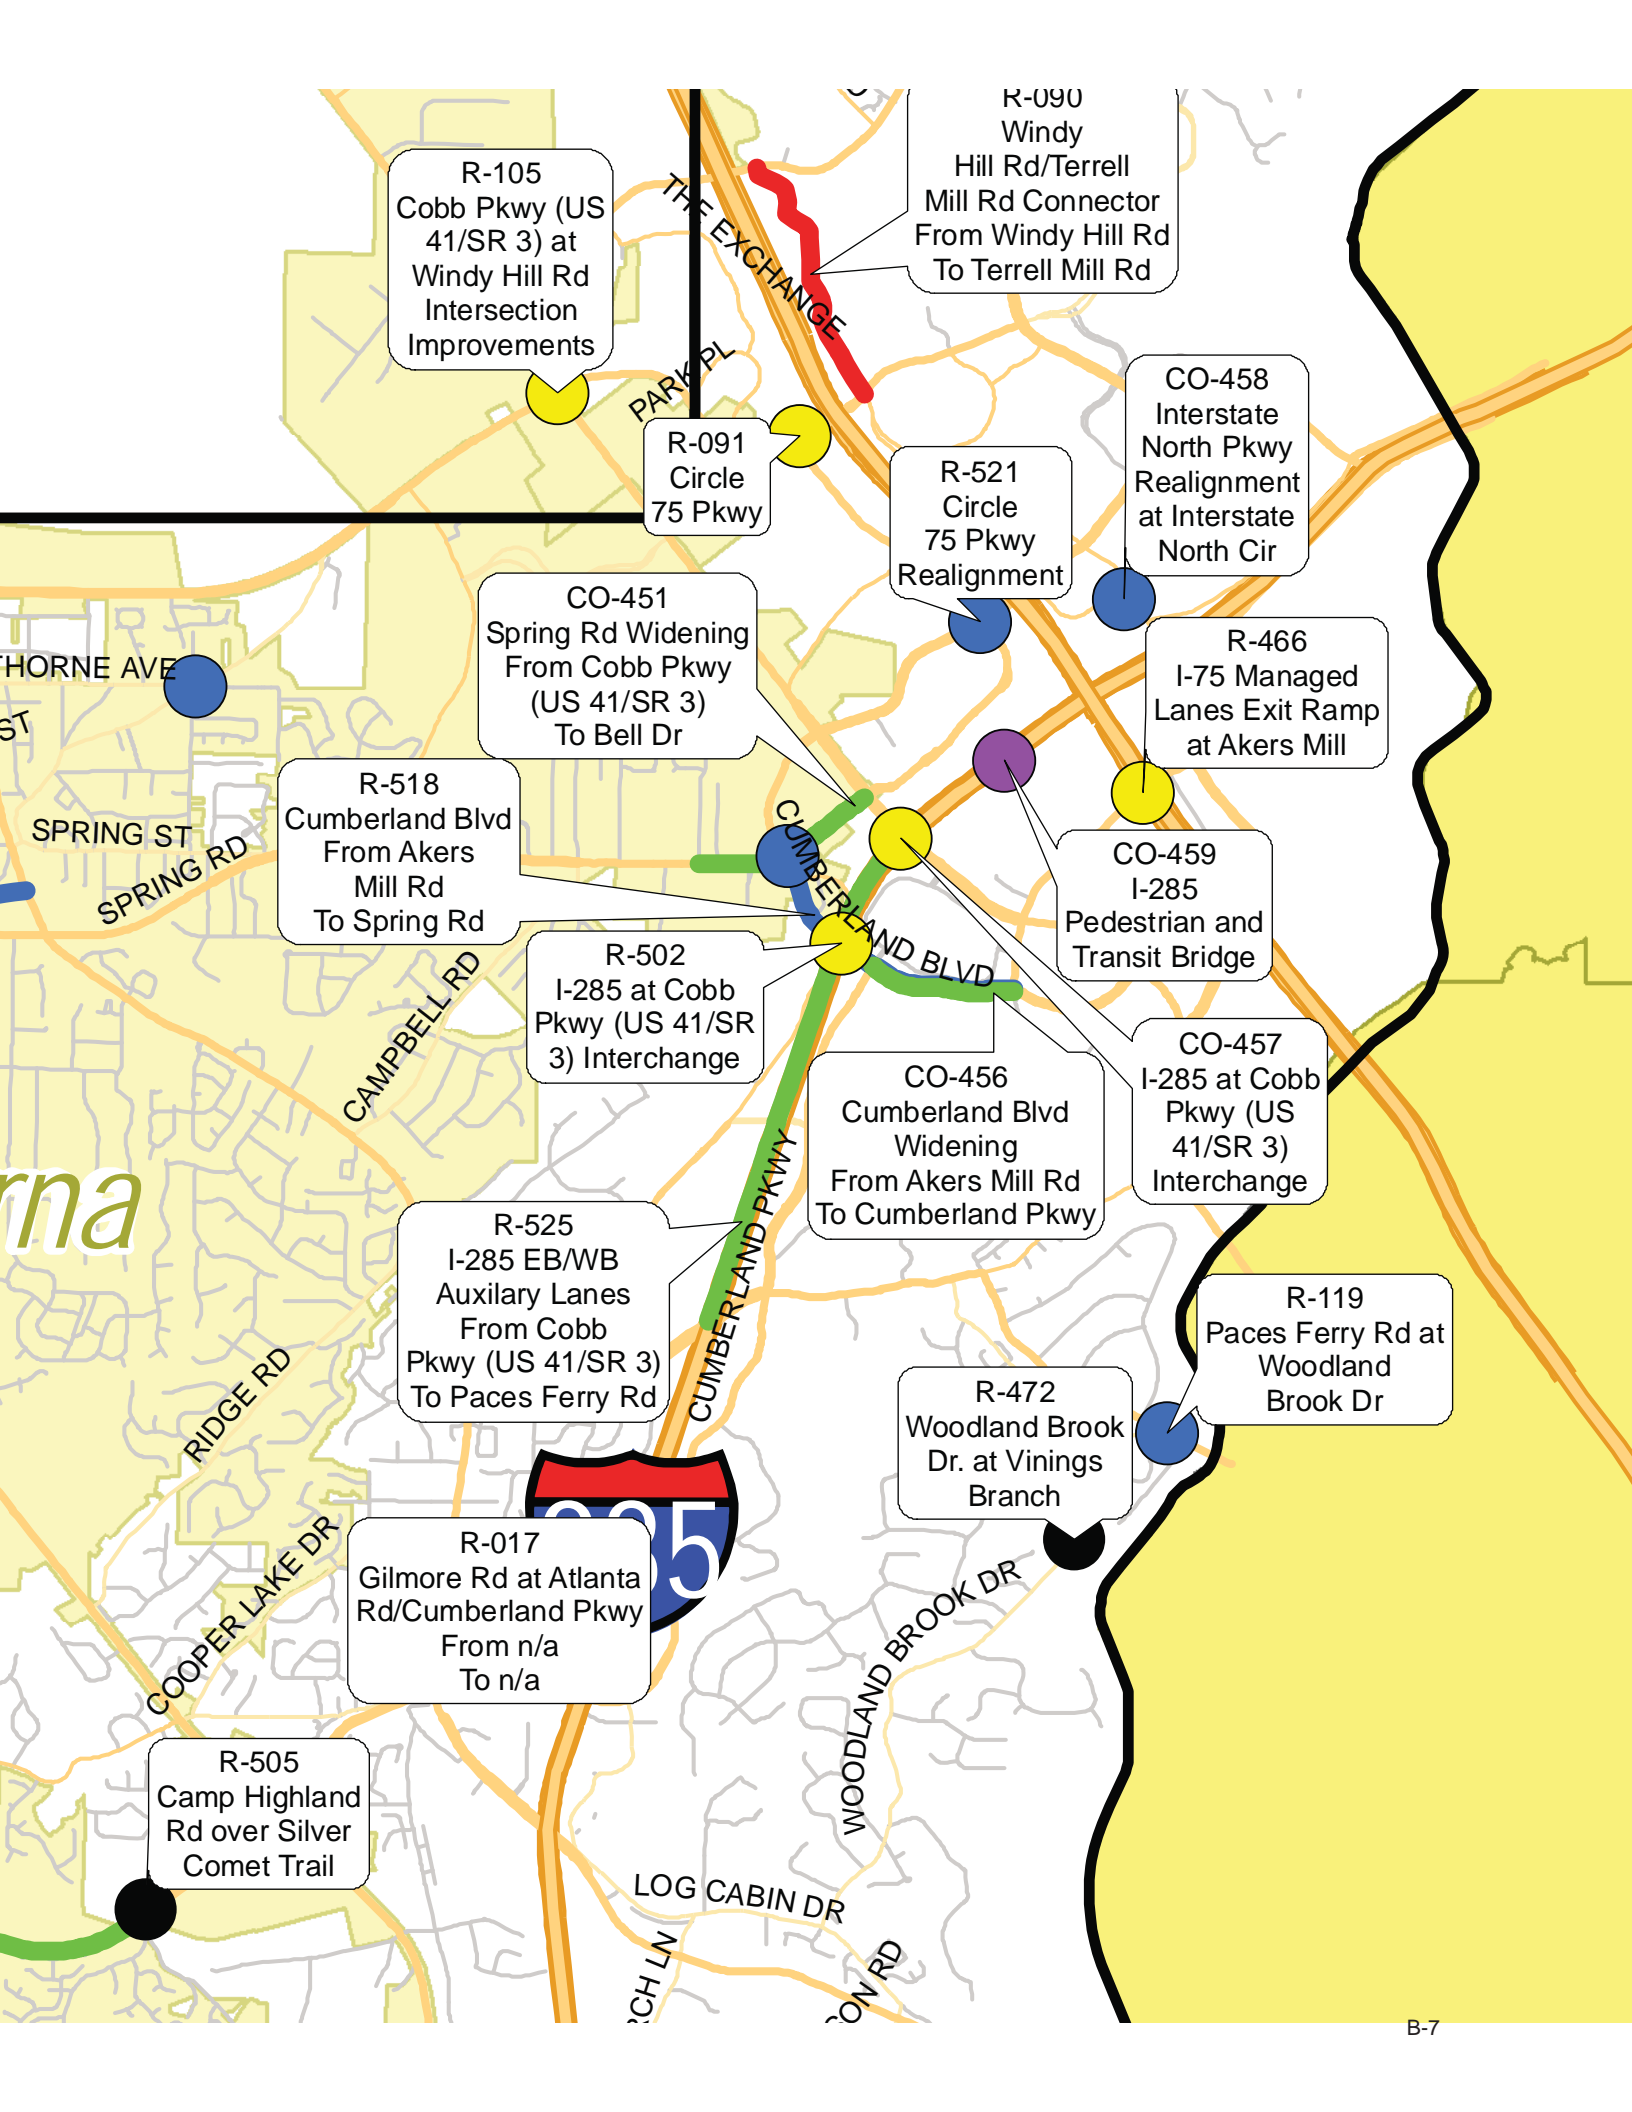 R-090
Windy
Hill Rd/Terrell
Mill Rd Connector
From Windy Hill Rd
To Terrell Mill Rd
R-105
Cobb Pkwy (US
41/SR 3) at
Windy Hill Rd
Intersection
Improvements
THE EXCHANGE
PARK PL
R-091
Circle
75 Pkwy
CO-458
Interstate
North Pkwy
Realignment
at Interstate
North Cir
R-521
Circle
75 Pkwy
Realignment
CO-451
Spring Rd Widening
From Cobb Pkwy
(US 41/SR 3)
To Bell Dr
THORNE AVE
ST
R-466
I-75 Managed
Lanes Exit Ramp
at Akers Mill
R-518
Cumberland Blvd
From Akers
Mill Rd
To Spring Rd
SPRING ST
SPRING RD
CUMBERLAND BLVD
CO-459
I-285
Pedestrian and
Transit Bridge
R-502
I-285 at Cobb
Pkwy (US 41/SR
3) Interchange
CAMPBELL RD
CO-457
I-285 at Cobb
Pkwy (US
41/SR 3)
Interchange
CO-456
Cumberland Blvd
Widening
From Akers Mill Rd
To Cumberland Pkwy
rna
R-525
I-285 EB/WB
Auxilary Lanes
From Cobb
Pkwy (US 41/SR 3)
To Paces Ferry Rd
CUMBERLAND PKWY
R-119
Paces Ferry Rd at
Woodland
Brook Dr
RIDGE RD
R-472
Woodland Brook
Dr. at Vinings
Branch
285
R-017
Gilmore Rd at Atlanta
Rd/Cumberland Pkwy
From n/a
To n/a
COOPER LAKE DR
WOODLAND BROOK DR
R-505
Camp Highland
Rd over Silver
Comet Trail
LOG CABIN DR
RCH LN
SON RD
B-7